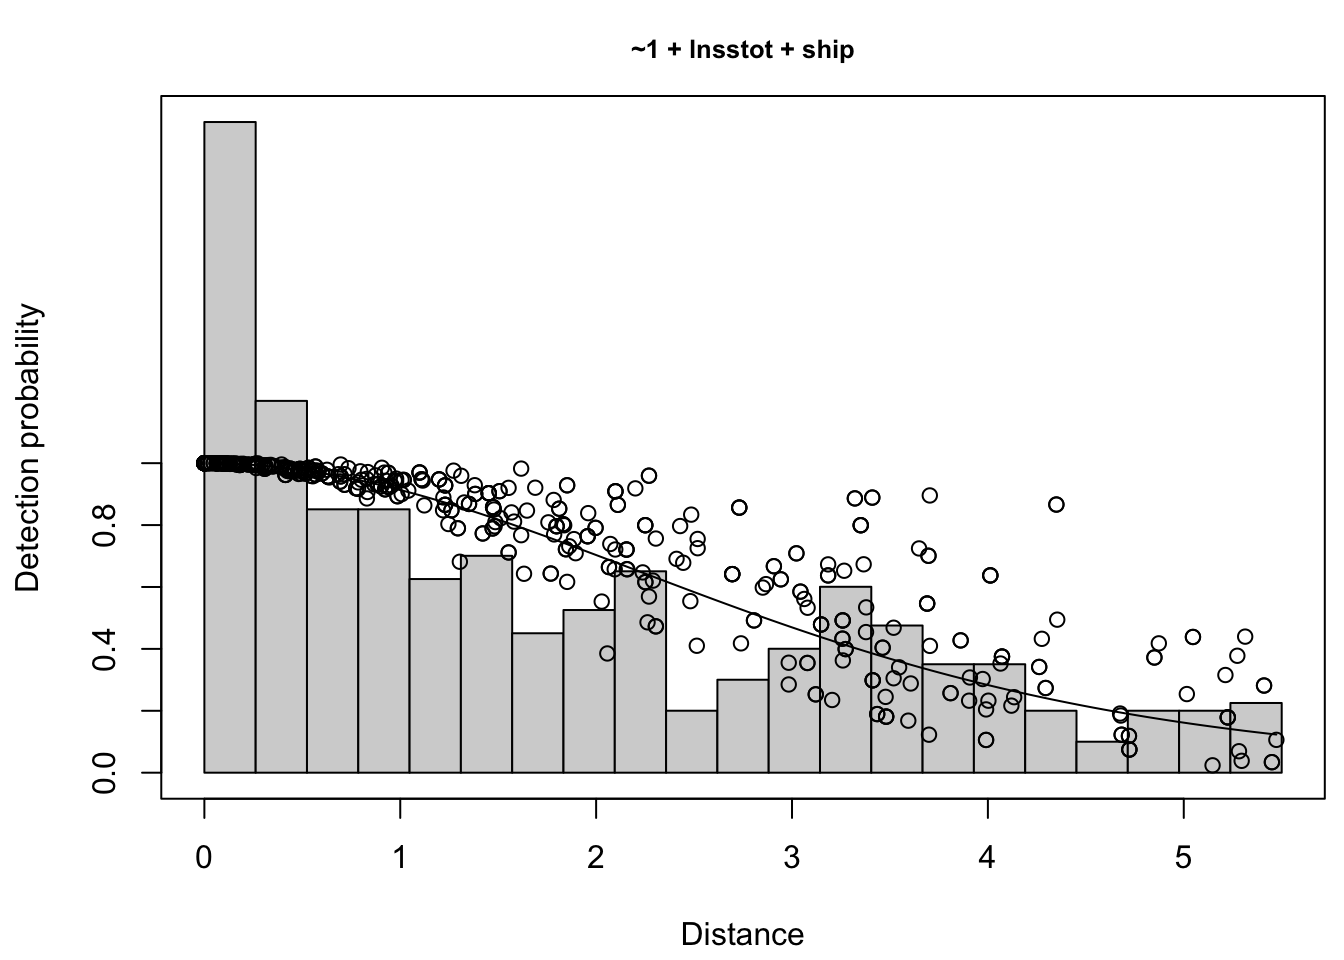 ~1 + lnsstot + ship
Detection probability
0.8
0.4
0.0
0 1 2 3 4 5
Distance